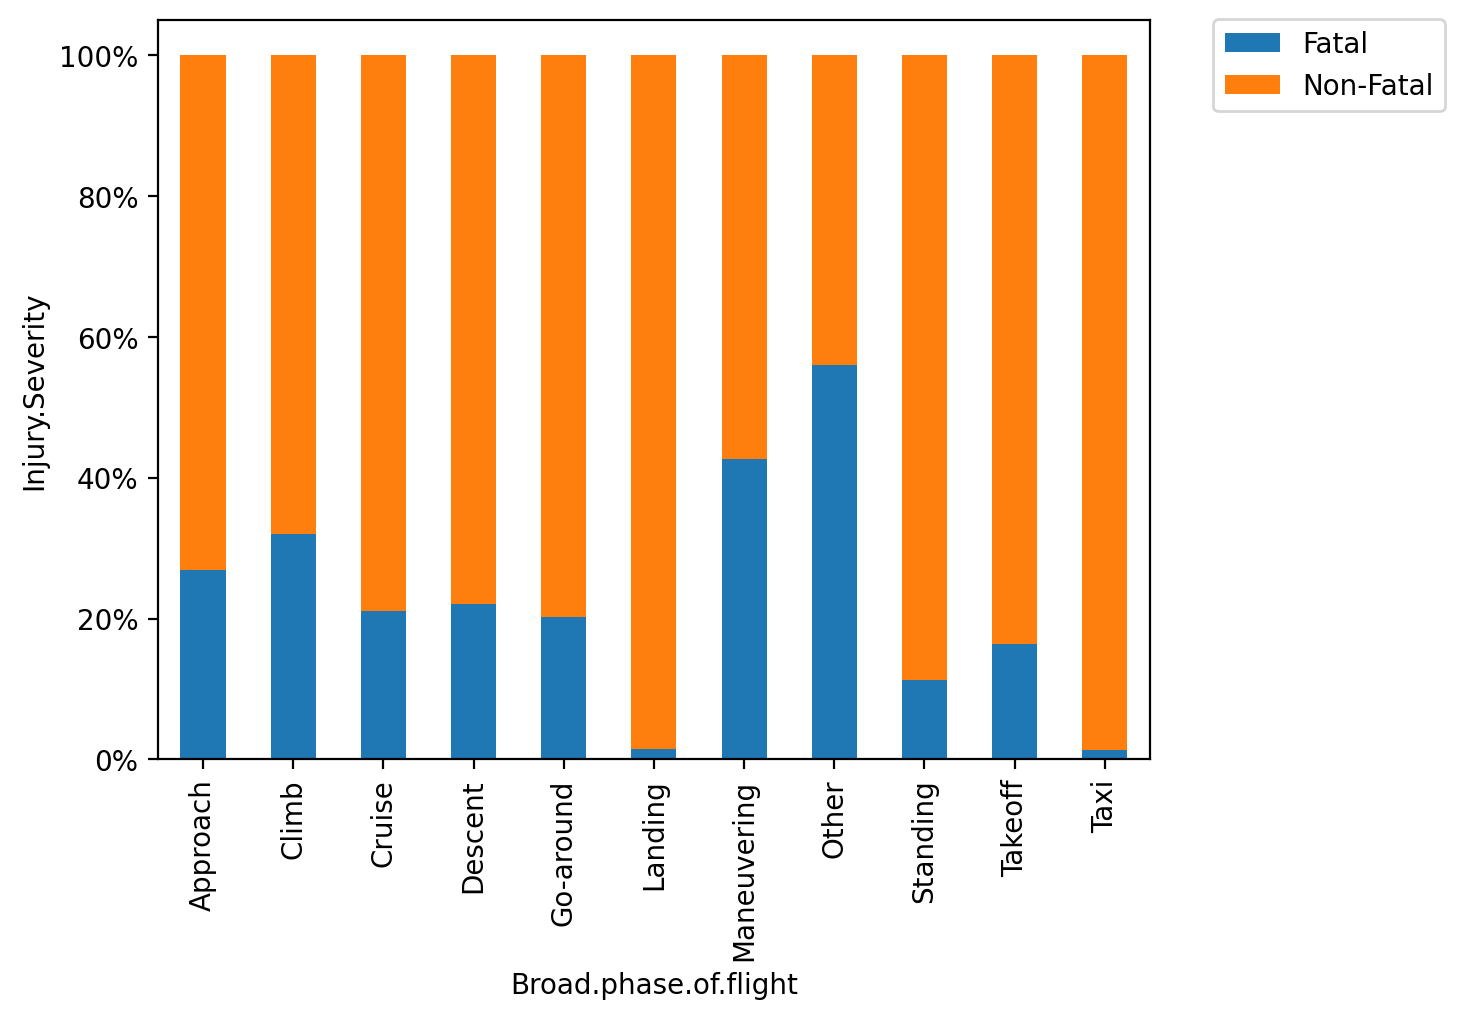 Fatal
Non-Fatal
100%
80%
60%
40%
20%
0%
Injury.Severity
Approach
Climb
Cruise
Descent
Go-around
Landing
Maneuvering
Other
Standing
Takeoff
Taxi
Broad.phase.of.flight